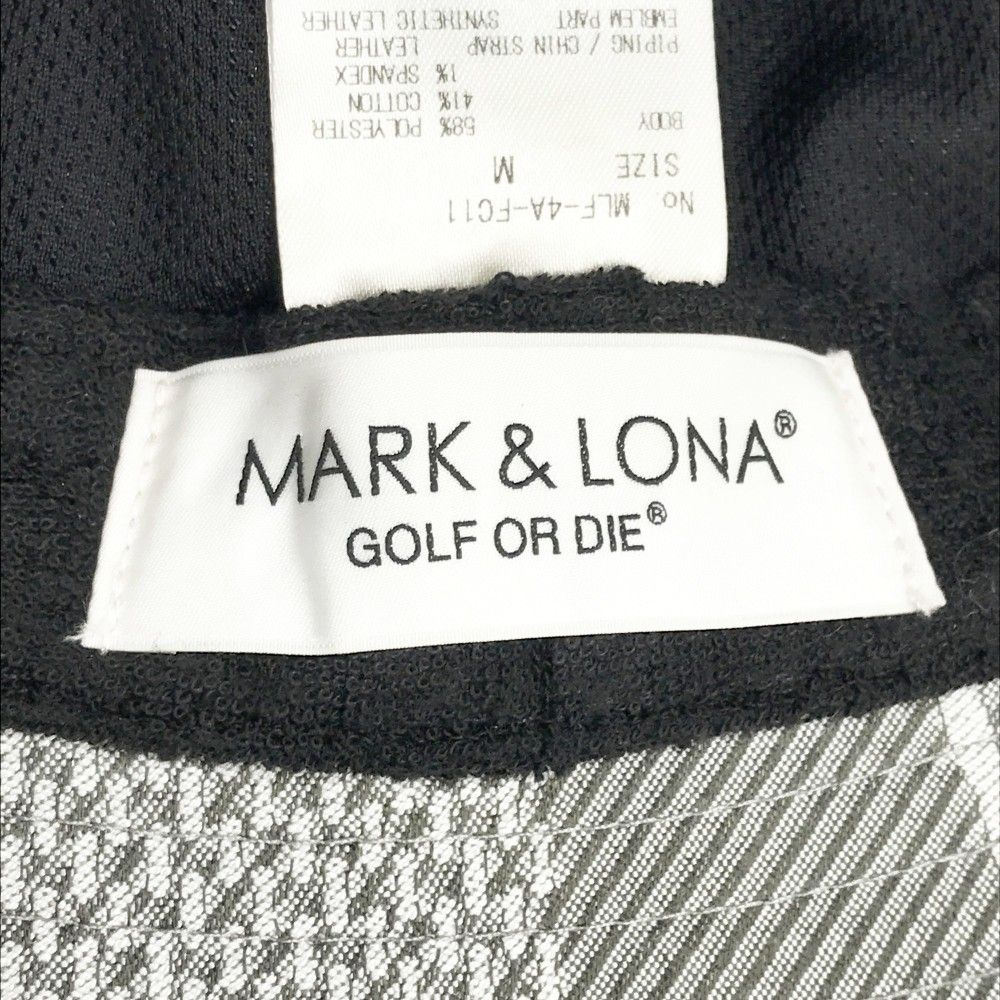 MARK & LONA®
GOLF OR DIE®
No MLF-4A-FC11
SIZE M
BODY 58% POLYESTER
41% COTTON
1% SPANDEX
PIPING / CHIN STRAP LEATHER
EMBLEM PART SYNTHETIC LEATHER